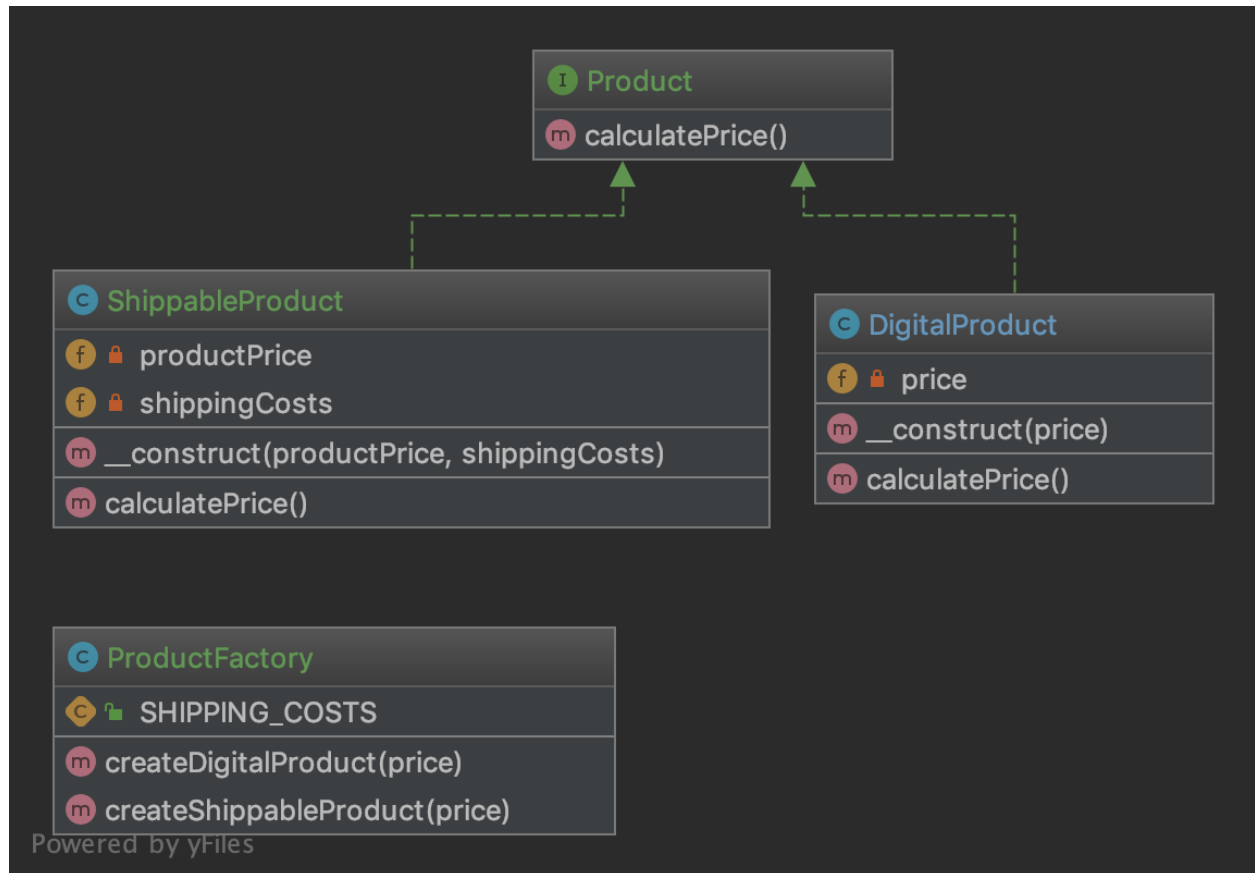 I Product
m calculatePrice()
C ShippableProduct
f productPrice
f shippingCosts
m __construct(productPrice, shippingCosts)
m calculatePrice()
C DigitalProduct
f price
m __construct(price)
m calculatePrice()
C ProductFactory
C SHIPPING_COSTS
m createDigitalProduct(price)
m createShippableProduct(price)
Powered by yFiles